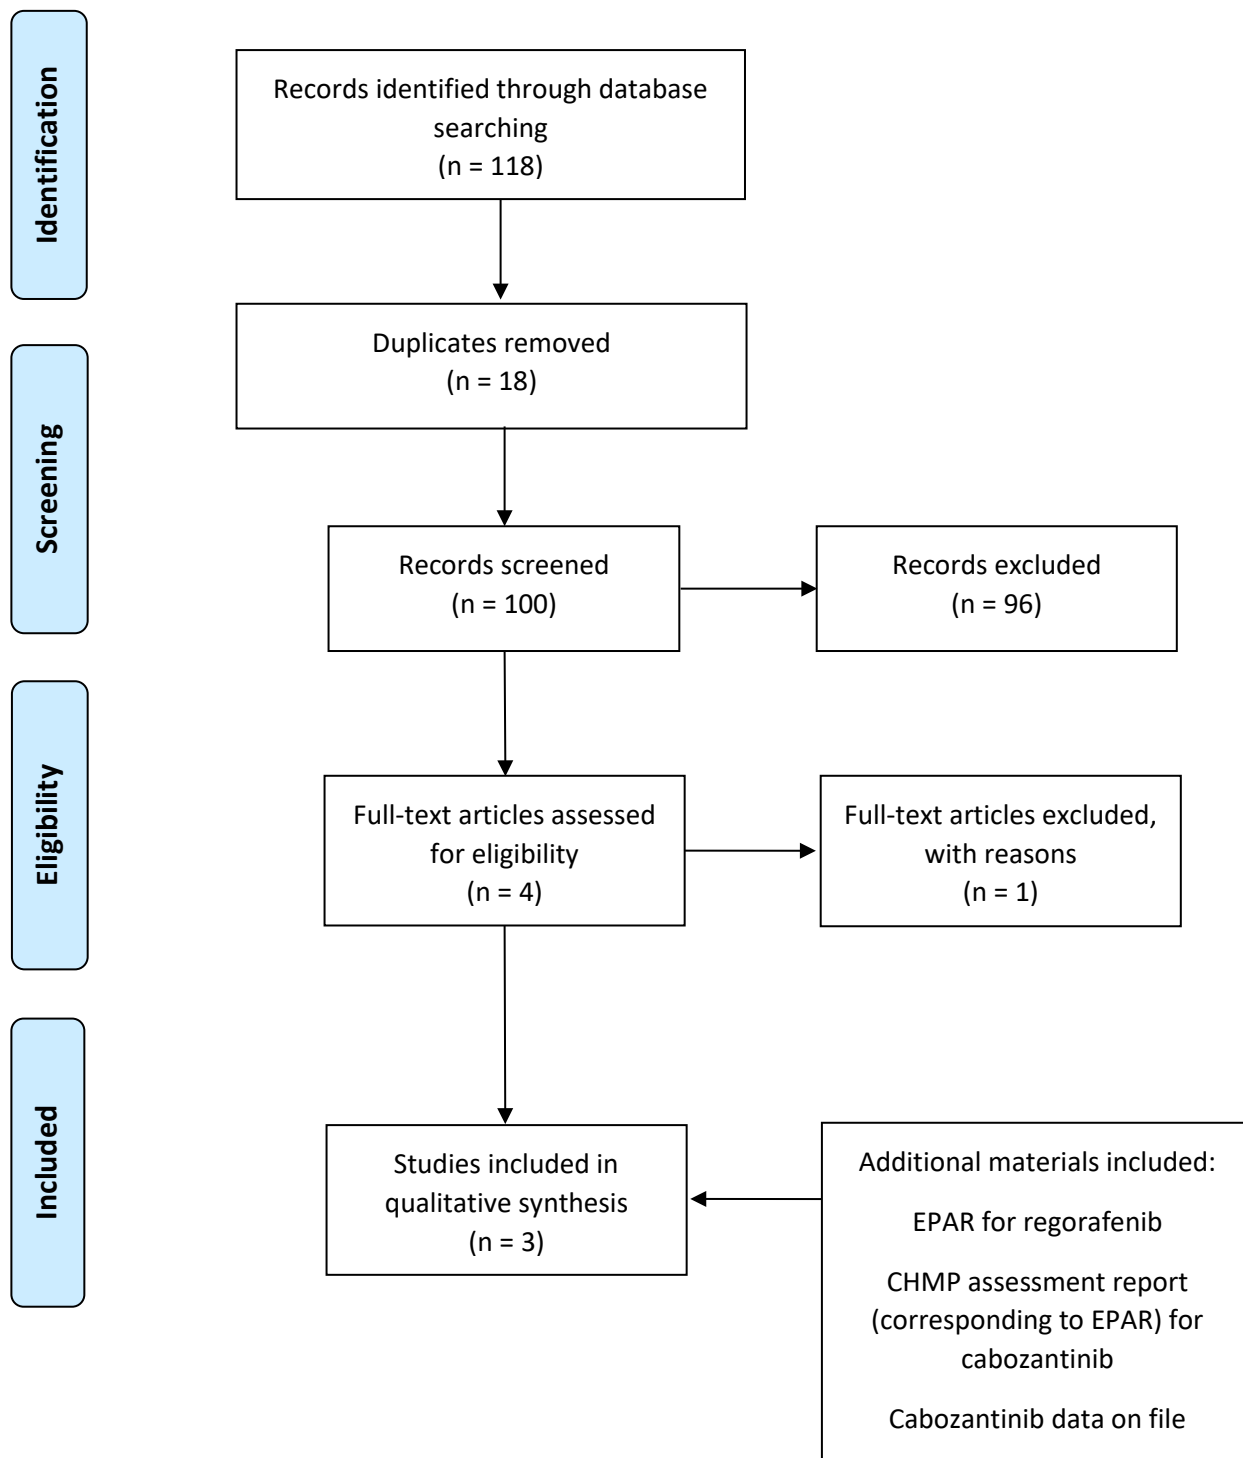 Identification
Records identified through database
searching
(n = 118)
Duplicates removed
(n = 18)
Screening
Records screened
(n = 100)
Records excluded
(n = 96)
Eligibility
Full-text articles assessed
for eligibility
(n = 4)
Full-text articles excluded,
with reasons
(n = 1)
Included
Studies included in
qualitative synthesis
(n = 3)
Additional materials included:
EPAR for regorafenib
CHMP assessment report
(corresponding to EPAR) for
cabozantinib
Cabozantinib data on file